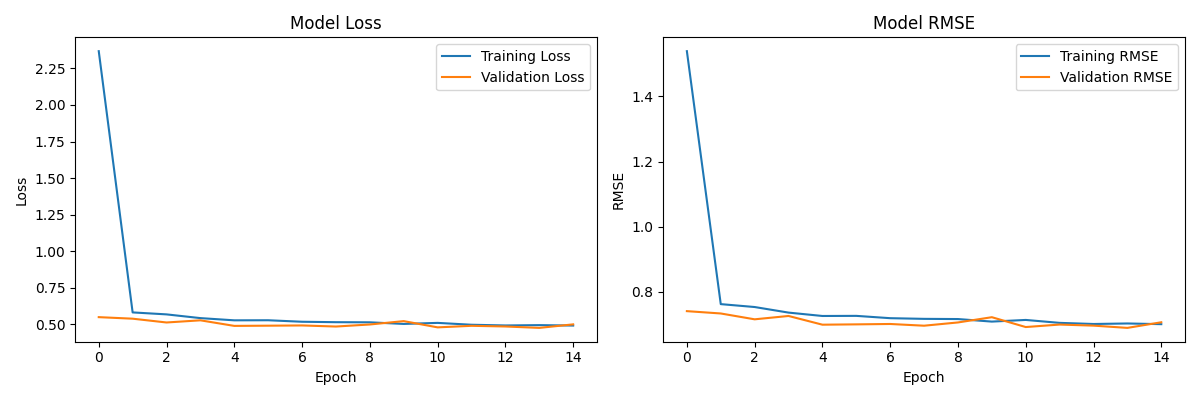 Model Loss
Training Loss
Validation Loss
2.25
2.00
1.75
1.50
1.25
1.00
0.75
0.50
Loss
0 2 4 6 8 10 12 14
Epoch
Model RMSE
Training RMSE
Validation RMSE
1.4
1.2
1.0
0.8
RMSE
0 2 4 6 8 10 12 14
Epoch